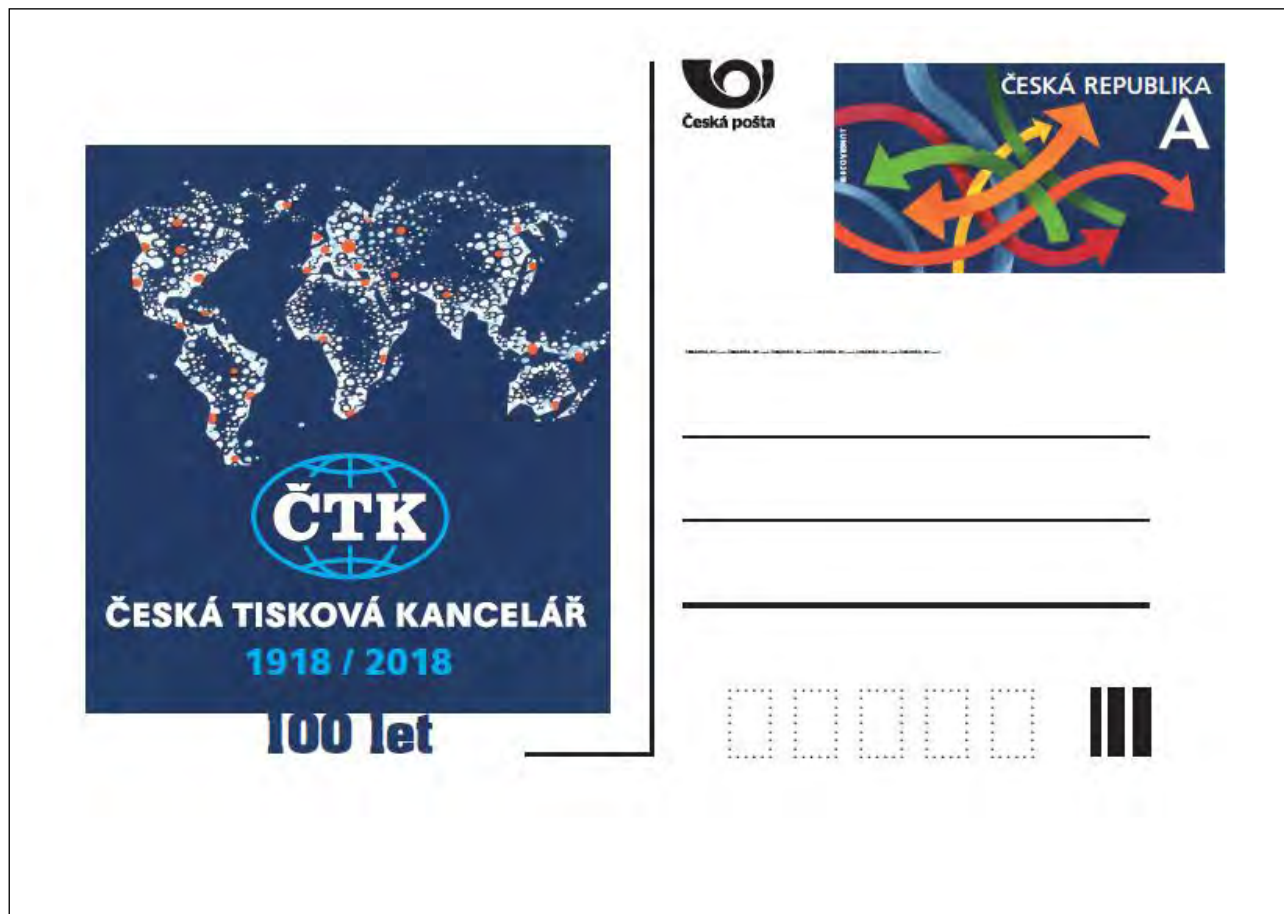 ČTK
ČESKÁ TISKOVÁ KANCELÁŘ
1918 / 2018
100 let
Česká pošta
ČESKÁ REPUBLIKA
A